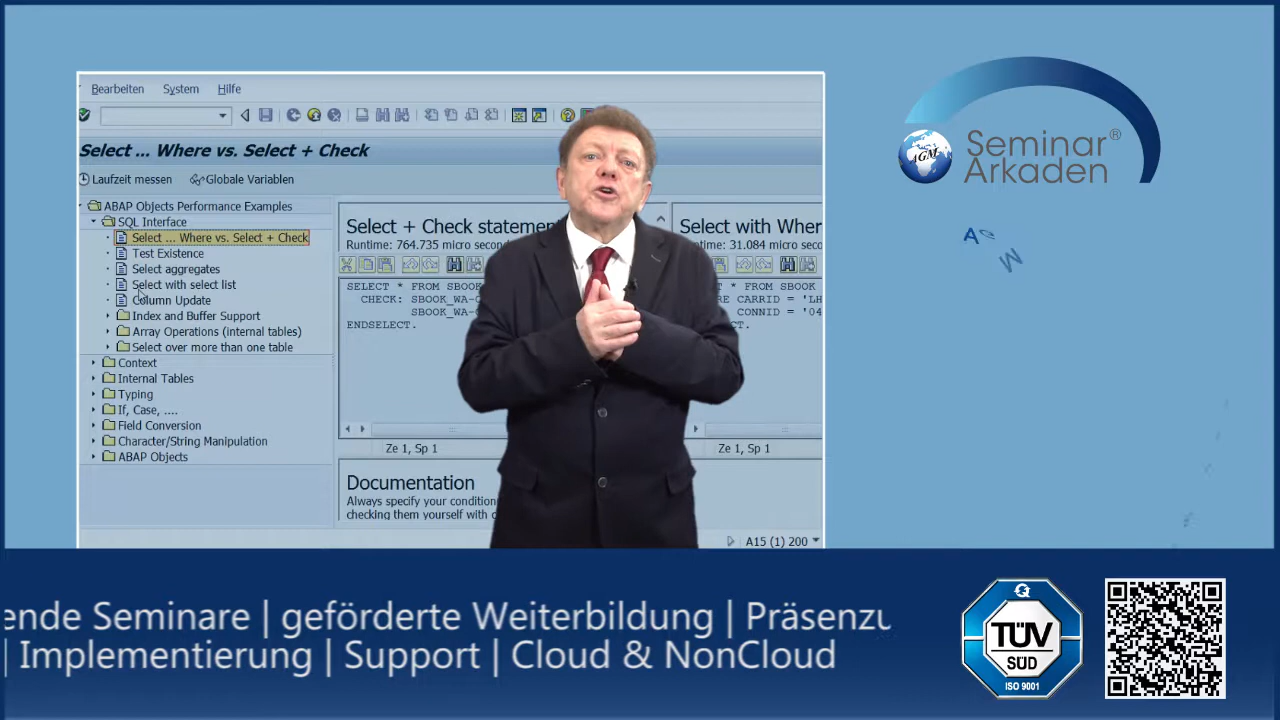 Bearbeiten System Hilfe
Select ... Where vs. Select + Check
Laufzeit messen Globale Variablen
ABAP Objects Performance Examples
SQL Interface
Select ... Where vs. Select + Check
Test Existence
Select aggregates
Select with select list
Column Update
Index and Buffer Support
Array Operations (internal tables)
Select over more than one table
Context
Internal Tables
Typing
If, Case, ....
Field Conversion
Character/String Manipulation
ABAP Objects
Select + Check statemen
Runtime: 764.735 micro secon
SELECT * FROM SBOOK
CHECK: SBOOK_WA-C
SBOOK_WA-C
ENDSELECT.
Ze 1, Sp 1
Select with Wher
time: 31.084 micro second
CT * FROM SBOOK
RE CARRID = 'LH
CONNID = '04
CT.
Ze 1, Sp 1
Documentation
Always specify your condition
checking them yourself with c
A15 (1) 200
AGM
Seminar®
Arkaden
A e
M
ende Seminare | geförderte Weiterbildung | Präsenzu
| Implementierung | Support | Cloud & NonCloud
TÜV
SÜD
ISO 9001